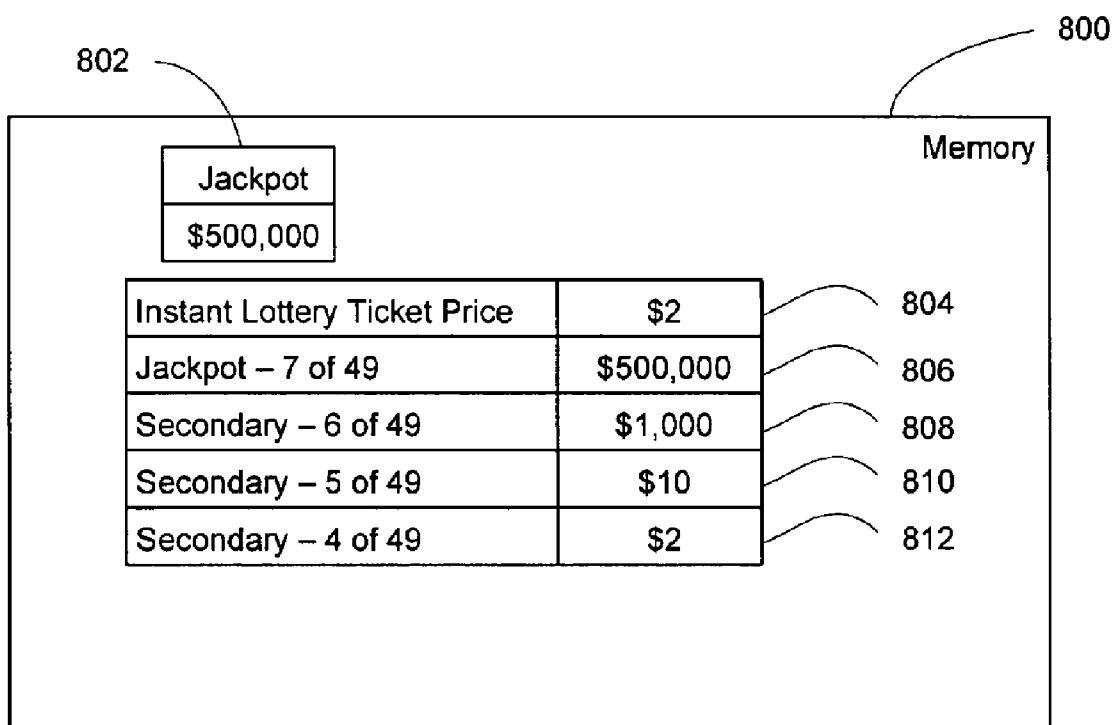 800
802
Memory
Jackpot
$500,000
Instant Lottery Ticket Price $2 804
Jackpot – 7 of 49 $500,000 806
Secondary – 6 of 49 $1,000 808
Secondary – 5 of 49 $10 810
Secondary – 4 of 49 $2 812